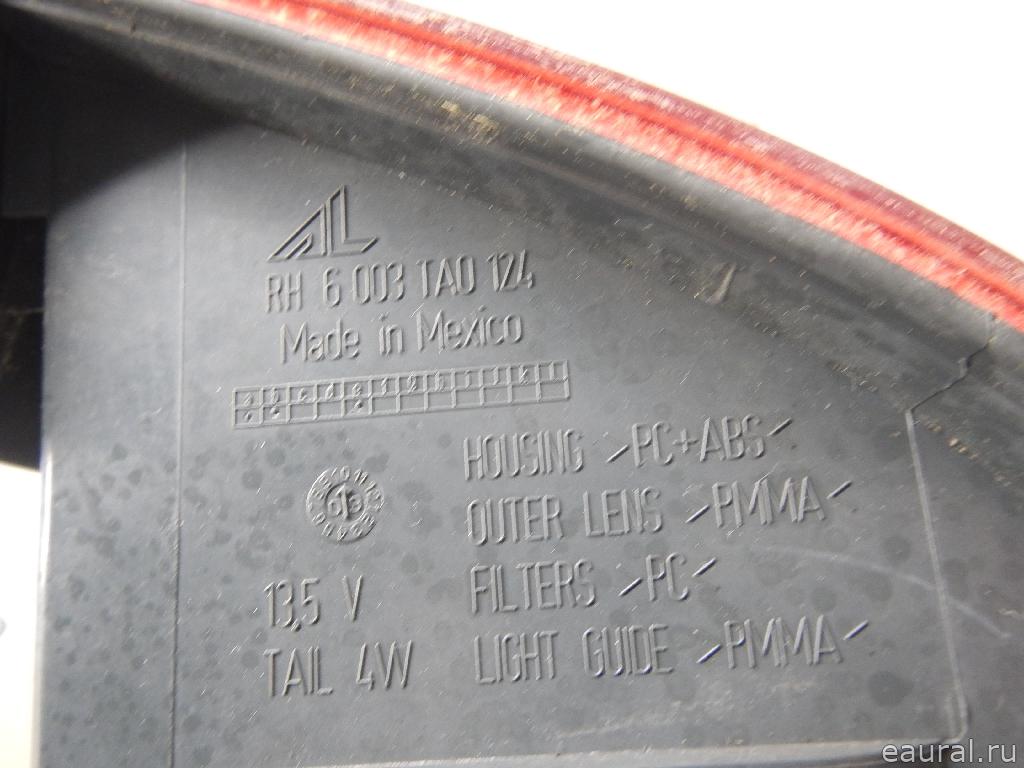 AL
RH 6 003 TA0 124
Made in Mexico
a b c d e f g h i j k l
HOUSING >PC+ABS<
OUTER LENS >PMMA<
FILTERS >PC<
LIGHT GUIDE >PMMA<
13,5 V
TAIL 4W
eaural.ru